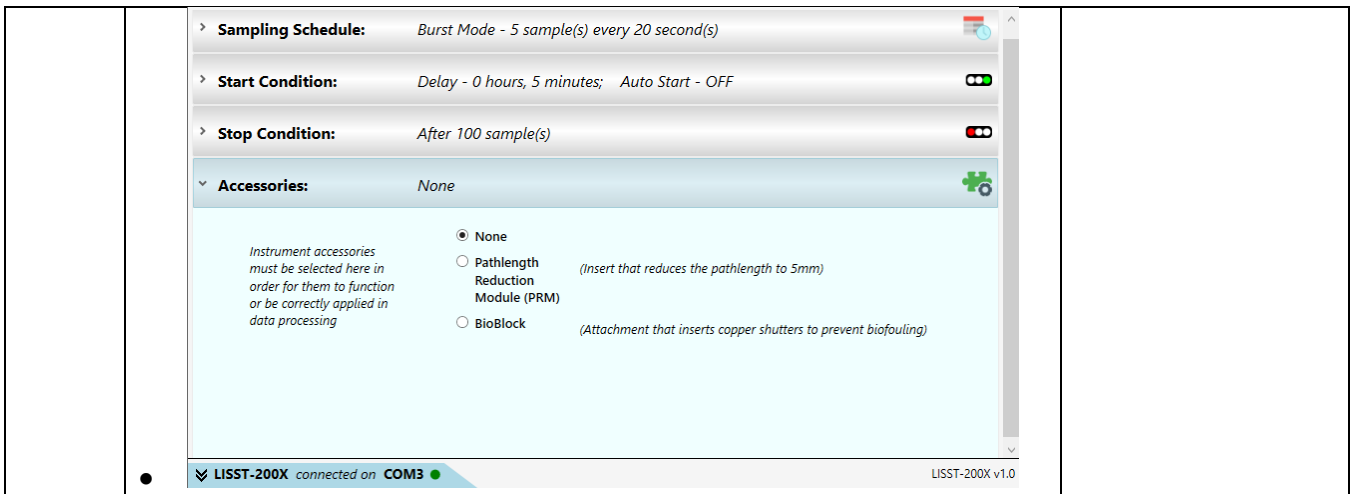 Sampling Schedule: Burst Mode - 5 sample(s) every 20 second(s)
Start Condition: Delay - 0 hours, 5 minutes; Auto Start - OFF
Stop Condition: After 100 sample(s)
Accessories: None
Instrument accessories
must be selected here in
order for them to function
or be correctly applied in
data processing
None
Pathlength
Reduction
Module (PRM)
(Insert that reduces the pathlength to 5mm)
BioBlock
(Attachment that inserts copper shutters to prevent biofouling)
LISST-200X connected on COM3
LISST-200X v1.0